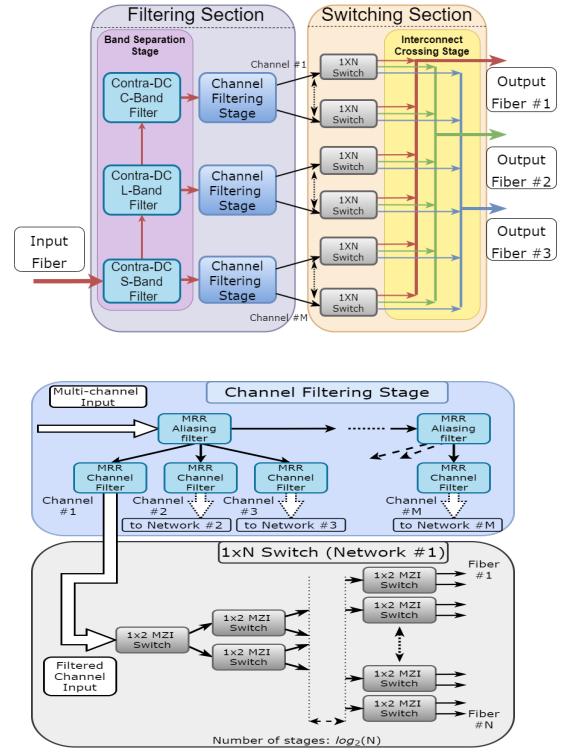 Filtering Section
Switching Section
Band Separation
Stage
Interconnect
Crossing Stage
Channel #1
Contra-DC
C-Band
Filter
Channel
Filtering
Stage
1XN
Switch
1XN
Switch
Output
Fiber #1
Contra-DC
L-Band
Filter
Channel
Filtering
Stage
1XN
Switch
1XN
Switch
Output
Fiber #2
Input
Fiber
Contra-DC
S-Band
Filter
Channel
Filtering
Stage
1XN
Switch
1XN
Switch
Output
Fiber #3
Channel #M
Multi-channel
Input
Channel Filtering Stage
MRR
Aliasing
filter
MRR
Aliasing
filter
MRR
Channel
Filter
MRR
Channel
Filter
MRR
Channel
Filter
MRR
Channel
Filter
Channel
#1
Channel
#2
Channel
#3
Channel
#M
to Network #2
to Network #3
to Network #M
1xN Switch (Network #1)
1x2 MZI
Switch
1x2 MZI
Switch
1x2 MZI
Switch
1x2 MZI
Switch
1x2 MZI
Switch
1x2 MZI
Switch
1x2 MZI
Switch
Fiber
#1
Fiber
#N
Filtered
Channel
Input
Number of stages: log₂(N)